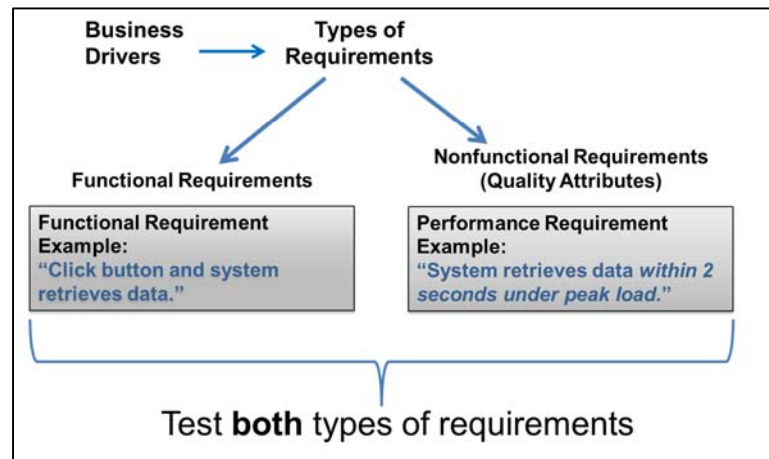 Business
Drivers
Types of
Requirements
Functional Requirements
Nonfunctional Requirements
(Quality Attributes)
Functional Requirement
Example:
“Click button and system
retrieves data.”
Performance Requirement
Example:
“System retrieves data within 2
seconds under peak load.”
Test both types of requirements